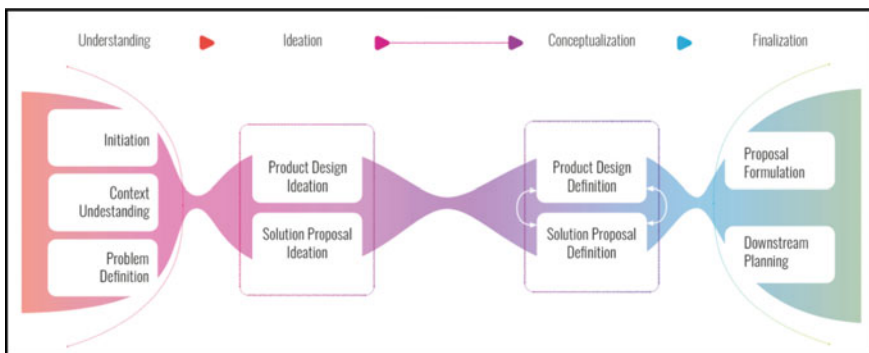 Understanding
Ideation
Conceptualization
Finalization
Initiation
Context
Undestanding
Problem
Definition
Product Design
Ideation
Solution Proposal
Ideation
Product Design
Definition
Solution Proposal
Definition
Proposal
Formulation
Downstream
Planning